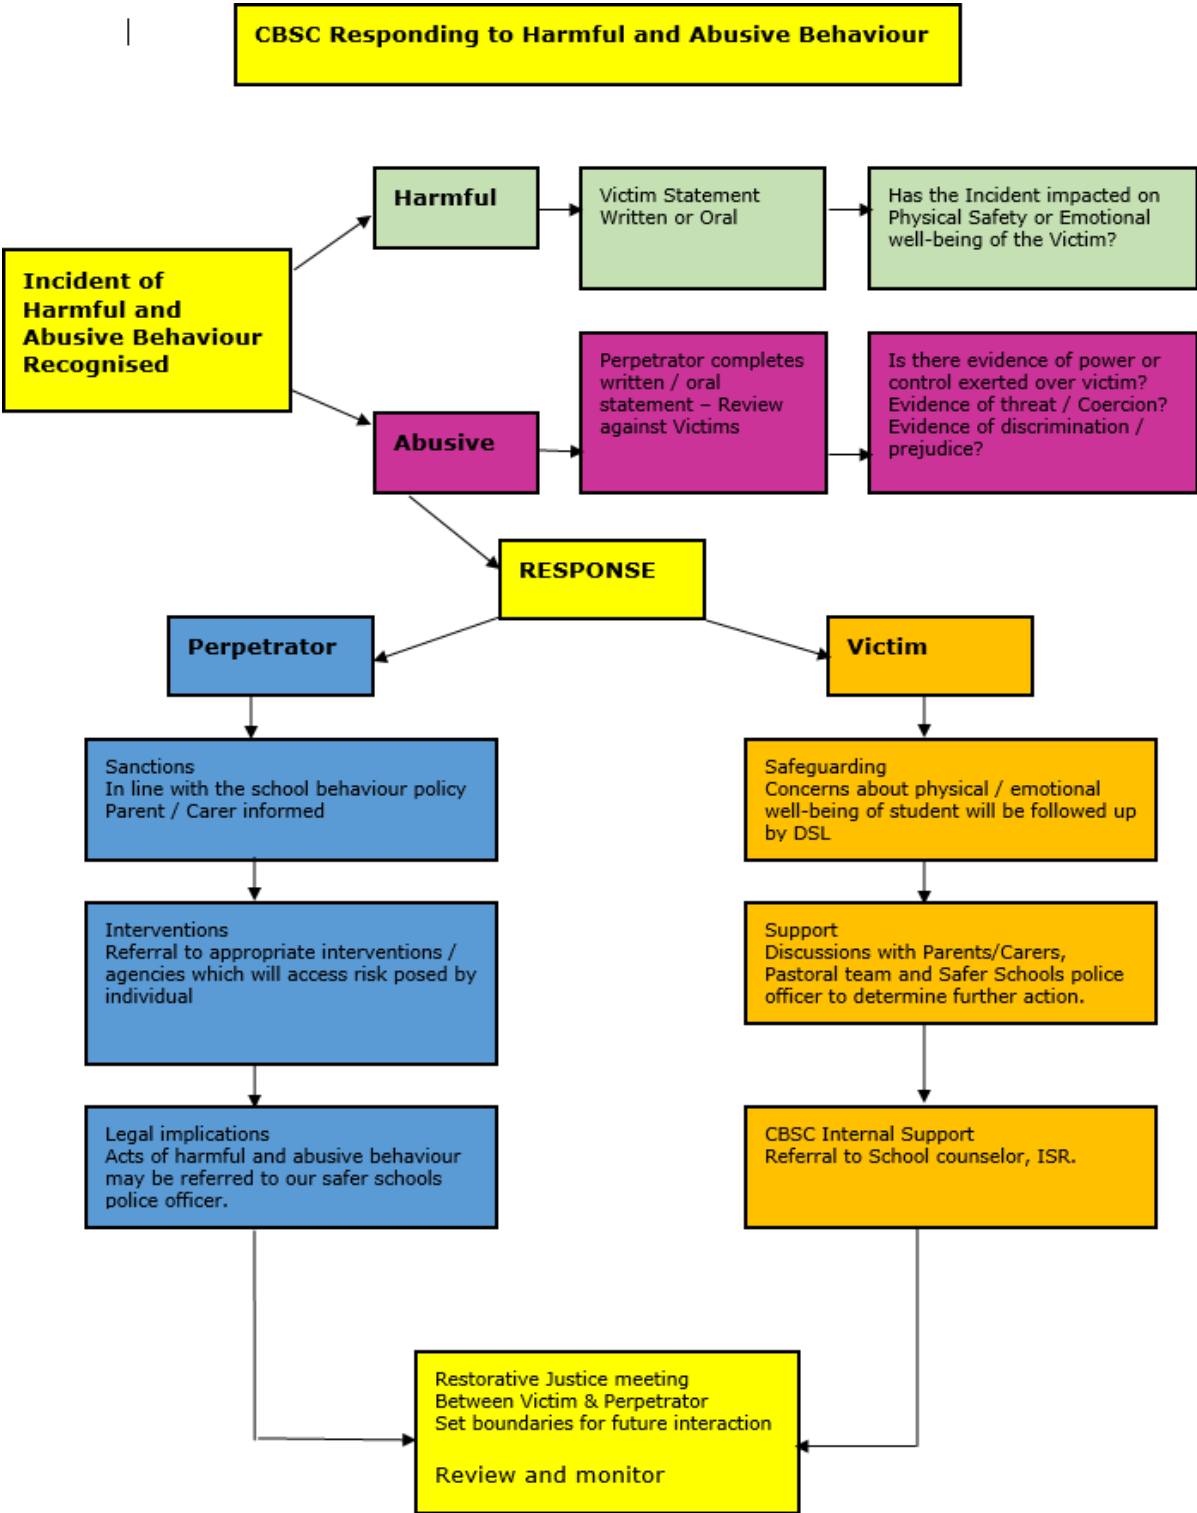 CBSC Responding to Harmful and Abusive Behaviour
Harmful
Victim Statement
Written or Oral
Has the Incident impacted on
Physical Safety or Emotional
well-being of the Victim?
Incident of
Harmful and
Abusive Behaviour
Recognised
Abusive
Perpetrator completes
written / oral
statement – Review
against Victims
Is there evidence of power or
control exerted over victim?
Evidence of threat / Coercion?
Evidence of discrimination /
prejudice?
RESPONSE
Perpetrator
Victim
Sanctions
In line with the school behaviour policy
Parent / Carer informed
Safeguarding
Concerns about physical / emotional
well-being of student will be followed up
by DSL
Interventions
Referral to appropriate interventions /
agencies which will access risk posed by
individual
Support
Discussions with Parents/Carers,
Pastoral team and Safer Schools police
officer to determine further action.
Legal implications
Acts of harmful and abusive behaviour
may be referred to our safer schools
police officer.
CBSC Internal Support
Referral to School counselor, ISR.
Restorative Justice meeting
Between Victim & Perpetrator
Set boundaries for future interaction
Review and monitor